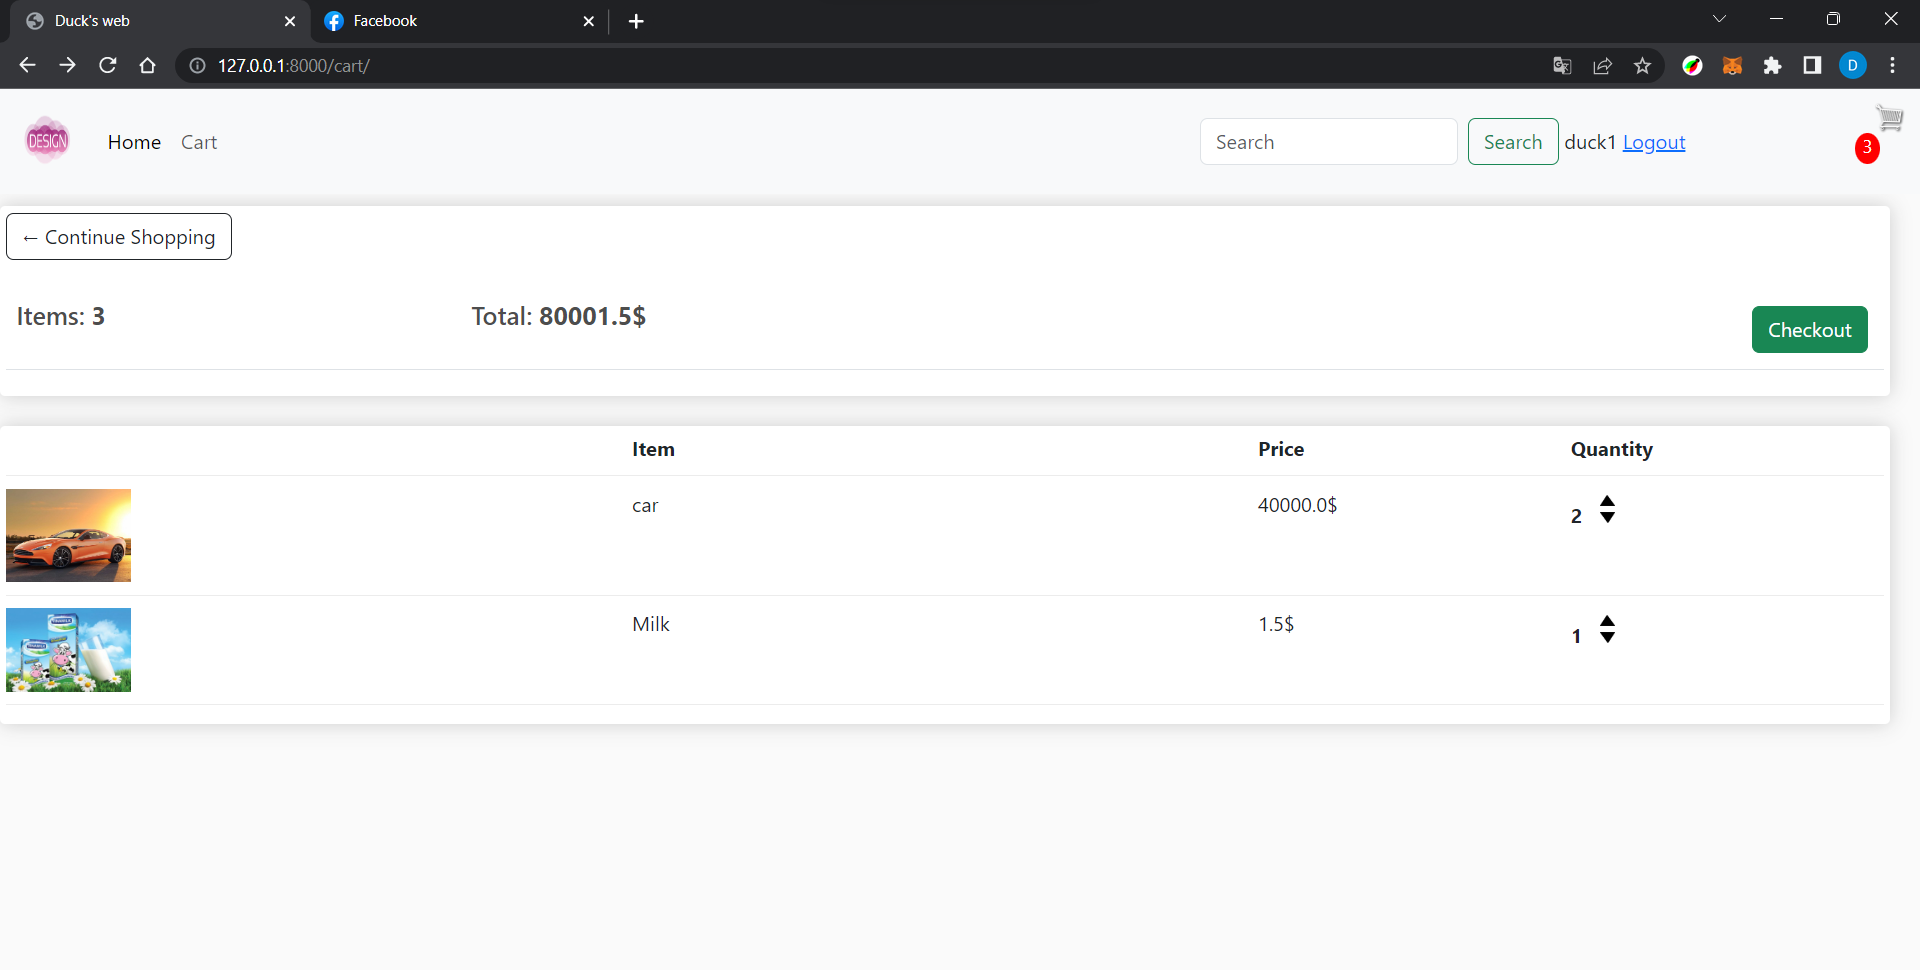 Duck's web
Facebook
127.0.0.1:8000/cart/
D
DESIGN
Home
Cart
Search
Search
duck1 Logout
3
← Continue Shopping
Items: 3
Total: 80001.5$
Checkout
Item
Price
Quantity
car
40000.0$
2
Milk
1.5$
1